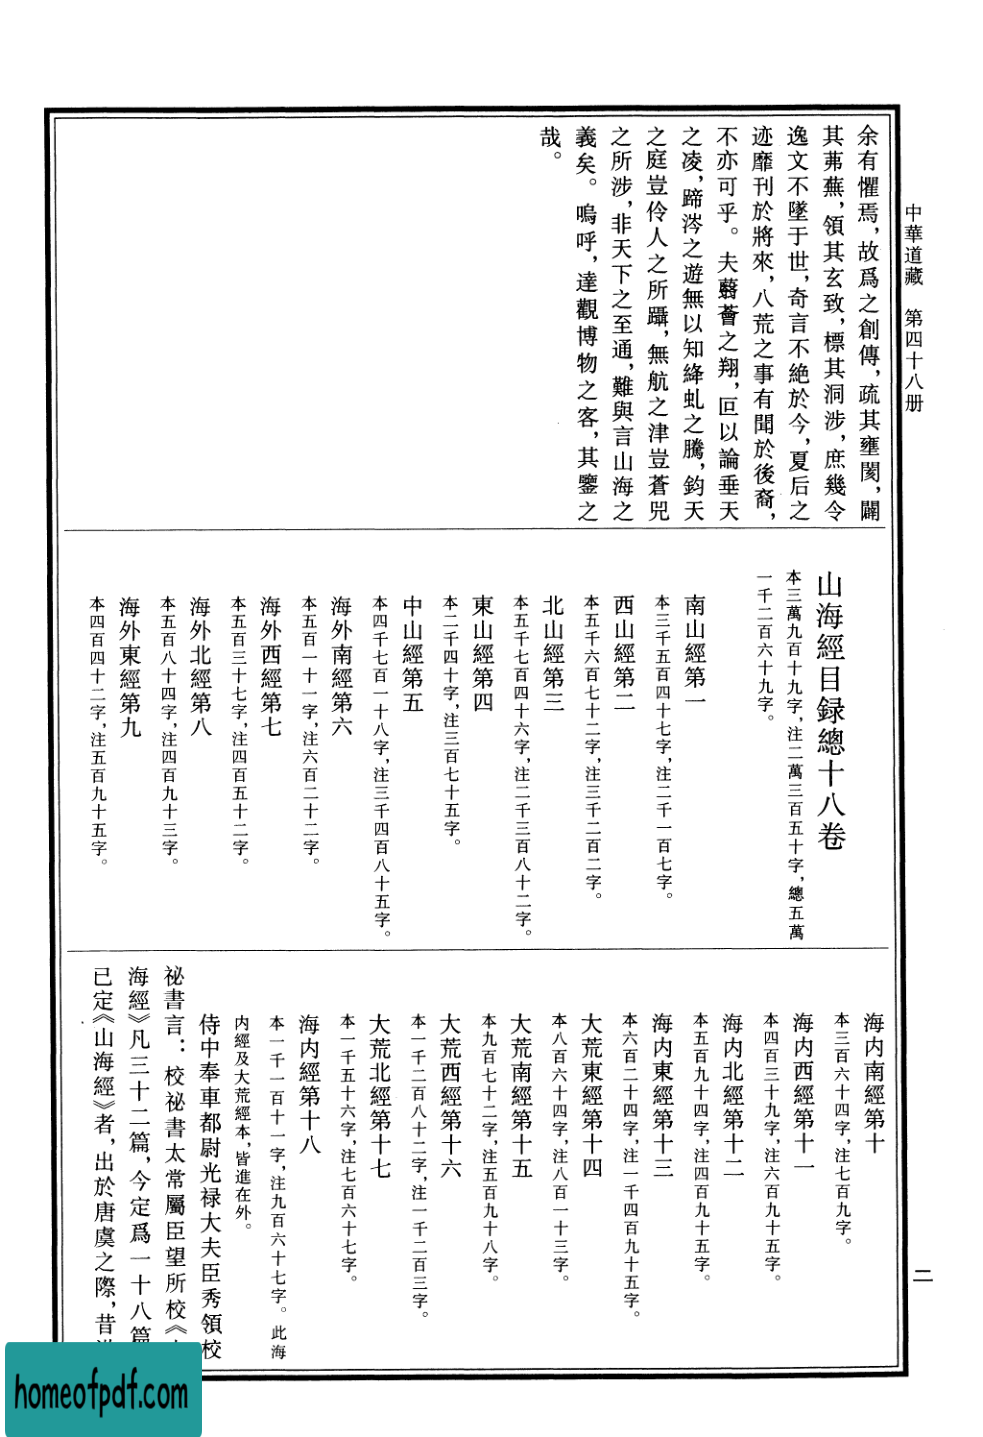 中華道藏　第四十八册
余有懼焉，故爲之創傳，疏其壅閡，闢
其茀蕪，領其玄致，標其洞涉，庶幾令
逸文不墜于世，奇言不絶於今，夏后之
迹靡刊於將來，八荒之事有聞於後裔，
不亦可乎。夫蘙薈之翔，叵以論垂天
之凌，蹄涔之遊無以知絳虬之騰，鈞天
之庭豈伶人之所躡，無航之津豈蒼兕
之所涉，非天下之至通，難與言山海之
義矣。嗚呼，達觀博物之客，其鑒之
哉。
山海經目録總十八卷
本三萬九百十九字，注二萬三百五十字，總五萬
一千二百六十九字。
南山經第一
本三千五百四十七字，注二千一百七字。
西山經第二
本五千六百七十二字，注三千二百二字。
北山經第三
本五千七百四十六字，注二千三百八十二字。
東山經第四
本二千四十字，注三百七十五字。
中山經第五
本四千七百一十八字，注三千四百八十五字。
海外南經第六
本五百一十一字，注六百二十二字。
海外西經第七
本五百三十七字，注四百五十二字。
海外北經第八
本五百八十四字，注四百九十三字。
海外東經第九
本四百四十二字，注五百九十五字。
海内南經第十
本三百六十四字，注七百九字。
海内西經第十一
本四百三十九字，注六百九十五字。
海内北經第十二
本五百九十四字，注四百九十五字。
海内東經第十三
本六百二十四字，注一千四百九十五字。
大荒東經第十四
本八百六十四字，注八百一十三字。
大荒南經第十五
本九百七十二字，注五百九十八字。
大荒西經第十六
本一千二百八十二字，注一千二百三字。
大荒北經第十七
本一千五十六字，注七百六十七字。
海内經第十八
本一千一百十一字，注九百六十七字。此海
内經及大荒經本，皆進在外。
侍中奉車都尉光禄大夫臣秀領校
祕書言：校祕書太常屬臣望所校《
海經》凡三十二篇，今定爲一十八篇
已定《山海經》者，出於唐虞之際，昔
二
homeofpdf.com